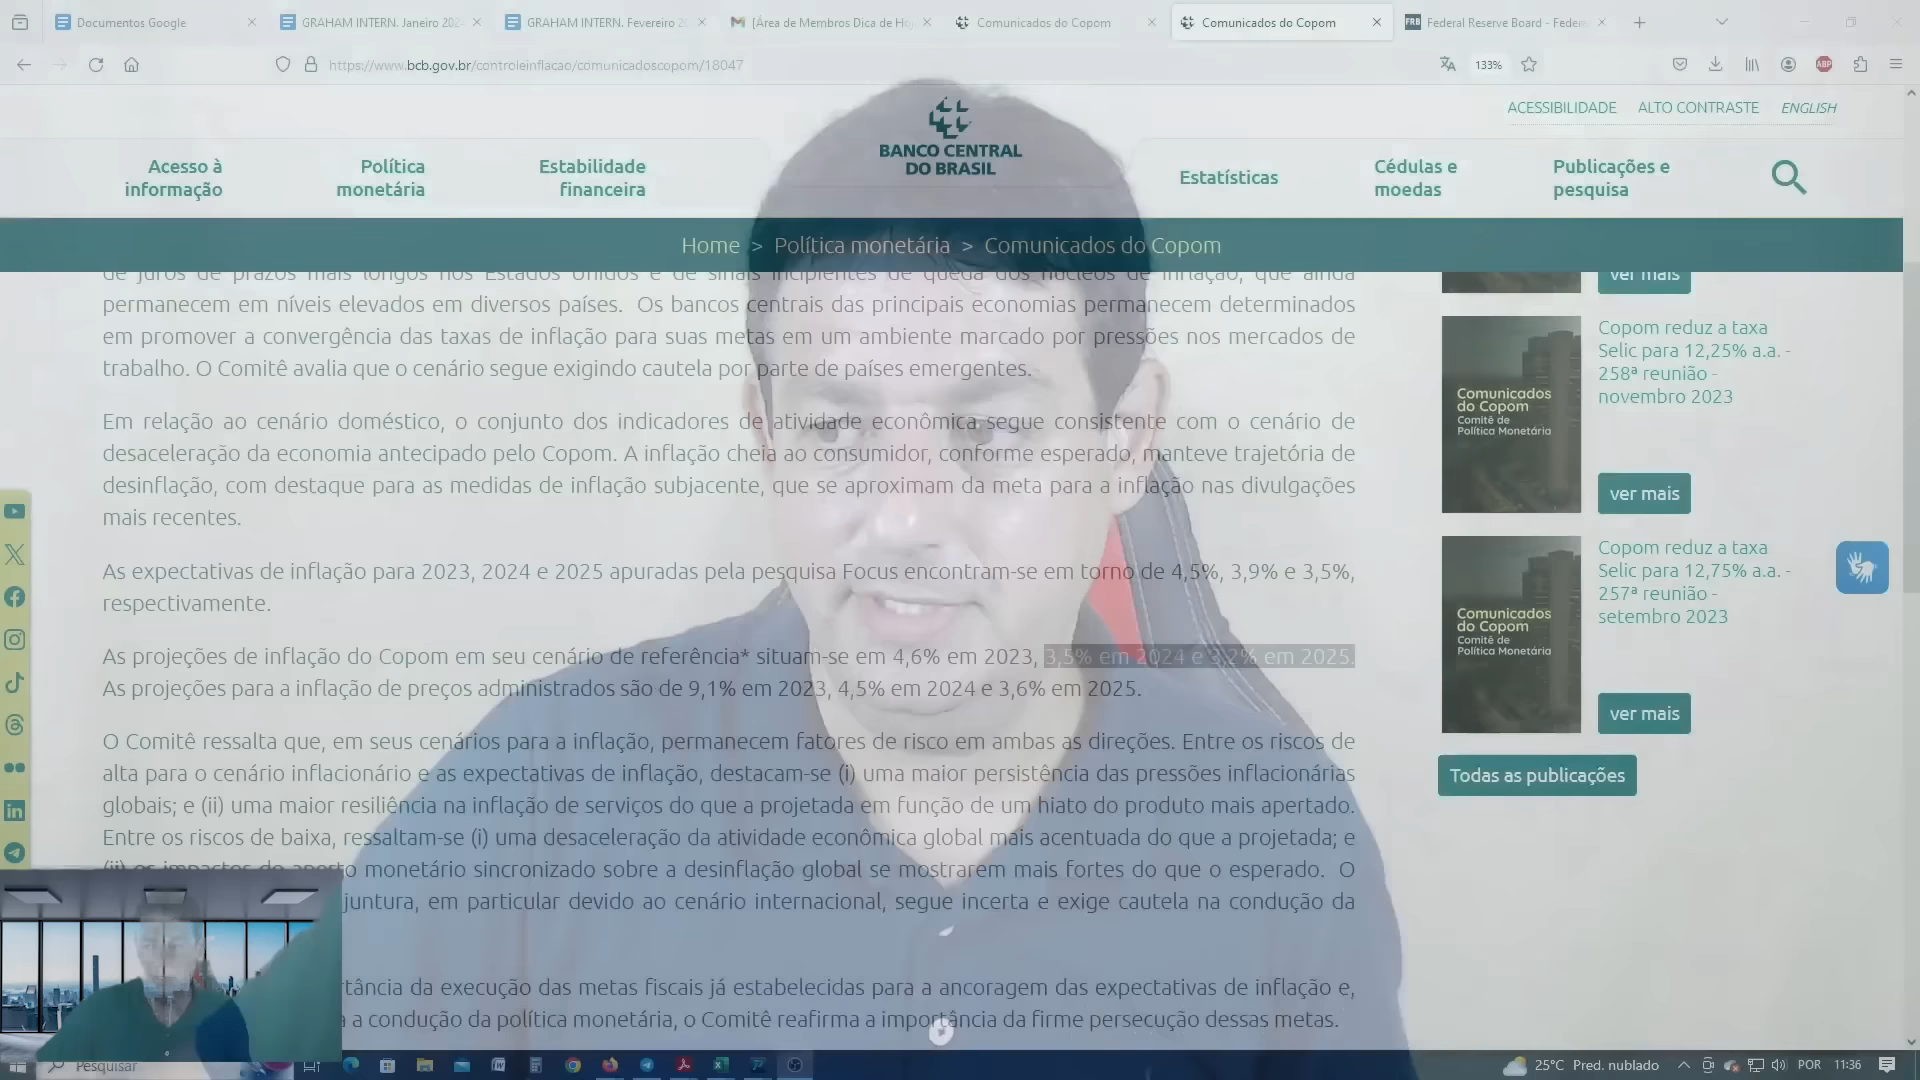 Documentos Google
GRAHAM INTERN. Janeiro 202
GRAHAM INTERN. Fevereiro 2
[Área de Membros Dica de Ho
Comunicados do Copom
Comunicados do Copom
Federal Reserve Board - Feder
https://www.bcb.gov.br/controleinflacao/comunicadoscopom/18047
133%
ABP
ACESSIBILIDADE ALTO CONTRASTE ENGLISH
Acesso à informação
Política monetária
Estabilidade financeira
BANCO CENTRAL
DO BRASIL
Estatísticas
Cédulas e moedas
Publicações e pesquisa
Home > Política monetária > Comunicados do Copom
de juros de prazos mais longos nos Estados Unidos e de sinais incipientes de queda dos núcleos de inflação, que ainda
permanecem em níveis elevados em diversos países. Os bancos centrais das principais economias permanecem determinados
em promover a convergência das taxas de inflação para suas metas em um ambiente marcado por pressões nos mercados de
trabalho. O Comitê avalia que o cenário segue exigindo cautela por parte de países emergentes.
Em relação ao cenário doméstico, o conjunto dos indicadores de atividade econômica segue consistente com o cenário de
desaceleração da economia antecipado pelo Copom. A inflação cheia ao consumidor, conforme esperado, manteve trajetória de
desinflação, com destaque para as medidas de inflação subjacente, que se aproximam da meta para a inflação nas divulgações
mais recentes.
As expectativas de inflação para 2023, 2024 e 2025 apuradas pela pesquisa Focus encontram-se em torno de 4,5%, 3,9% e 3,5%,
respectivamente.
As projeções de inflação do Copom em seu cenário de referência* situam-se em 4,6% em 2023, 3,5% em 2024 e 3,2% em 2025.
As projeções para a inflação de preços administrados são de 9,1% em 2023, 4,5% em 2024 e 3,6% em 2025.
O Comitê ressalta que, em seus cenários para a inflação, permanecem fatores de risco em ambas as direções. Entre os riscos de
alta para o cenário inflacionário e as expectativas de inflação, destacam-se (i) uma maior persistência das pressões inflacionárias
globais; e (ii) uma maior resiliência na inflação de serviços do que a projetada em função de um hiato do produto mais apertado.
Entre os riscos de baixa, ressaltam-se (i) uma desaceleração da atividade econômica global mais acentuada do que a projetada; e
(ii) os impactos do aperto monetário sincronizado sobre a desinflação global se mostrarem mais fortes do que o esperado. O
juntura, em particular devido ao cenário internacional, segue incerta e exige cautela na condução da
rtância da execução das metas fiscais já estabelecidas para a ancoragem das expectativas de inflação e,
a a condução da política monetária, o Comitê reafirma a importância da firme persecução dessas metas.
ver mais
Comunicados
do Copom
Comitê de
Política Monetária
Copom reduz a taxa
Selic para 12,25% a.a. -
258ª reunião -
novembro 2023
ver mais
Comunicados
do Copom
Comitê de
Política Monetária
Copom reduz a taxa
Selic para 12,75% a.a. -
257ª reunião -
setembro 2023
ver mais
Todas as publicações
Pesquisar
25°C Pred. nublado
POR
11:36